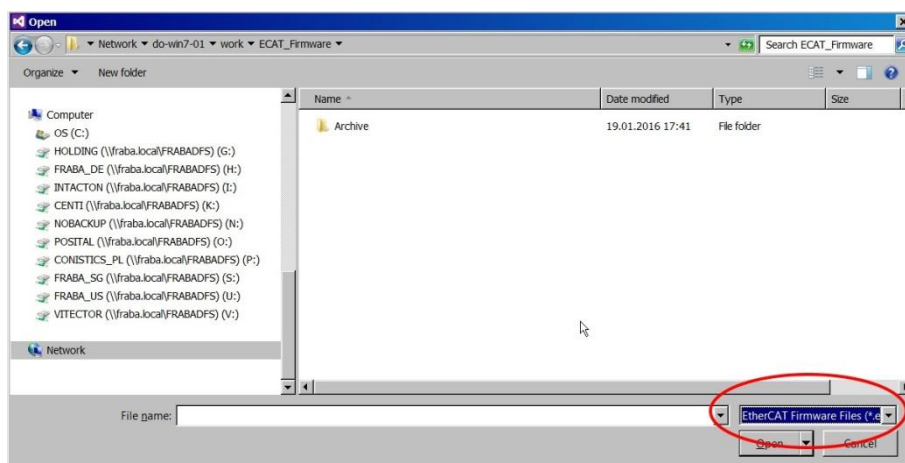 Open
Network ▾ do-win7-01 ▾ work ▾ ECAT_Firmware ▾
Search ECAT_Firmware
Organize ▾ New folder
Name Date modified Type Size
Computer
OS (C:)
HOLDING (\\fraba.local\FRABADFS) (G:)
FRABA_DE (\\fraba.local\FRABADFS) (H:)
INTACTON (\\fraba.local\FRABADFS) (I:)
CENTI (\\fraba.local\FRABADFS) (K:)
NOBACKUP (\\fraba.local\FRABADFS) (N:)
POSITAL (\\fraba.local\FRABADFS) (O:)
CONISTICS_PL (\\fraba.local\FRABADFS) (P:)
FRABA_SG (\\fraba.local\FRABADFS) (S:)
FRABA_US (\\fraba.local\FRABADFS) (U:)
VITECTOR (\\fraba.local\FRABADFS) (V:)
Network
Archive 19.01.2016 17:41 File folder
File name:
EtherCAT Firmware Files (*.e
Open Cancel